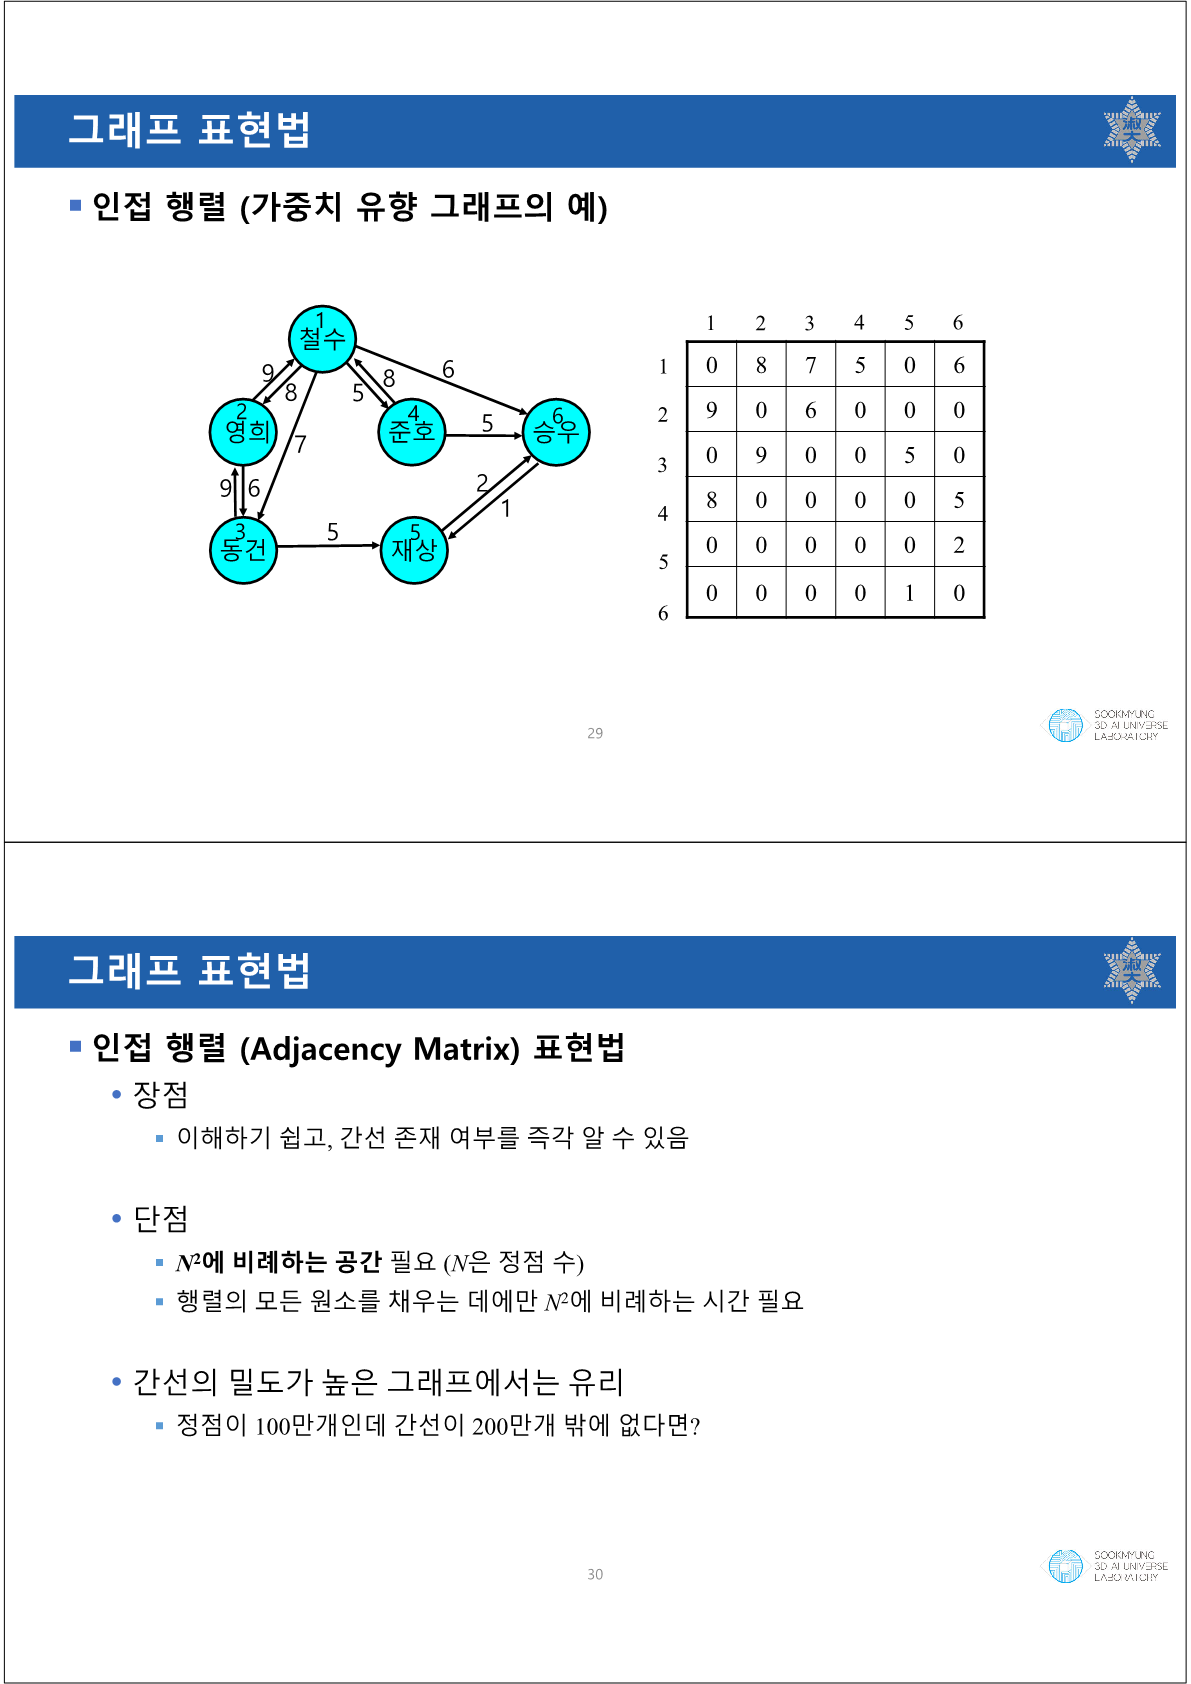 그래프 표현법
인접 행렬 (가중치 유향 그래프의 예)
1
철수
9
8
5
8
6
2
영희
4
준호
6
승우
5
7
9
6
2
1
3
동건
5
5
재상
1 2 3 4 5 6
1 0 8 7 5 0 6
2 9 0 6 0 0 0
3 0 9 0 0 5 0
4 8 0 0 0 0 5
5 0 0 0 0 0 2
6 0 0 0 0 1 0
29
SOOKMYUNG
3D AI UNIVERSE
LABORATORY
그래프 표현법
인접 행렬 (Adjacency Matrix) 표현법
• 장점
이해하기 쉽고, 간선 존재 여부를 즉각 알 수 있음
• 단점
N²에 비례하는 공간 필요 (N은 정점 수)
행렬의 모든 원소를 채우는 데에만 N²에 비례하는 시간 필요
• 간선의 밀도가 높은 그래프에서는 유리
정점이 100만개인데 간선이 200만개 밖에 없다면?
30
SOOKMYUNG
3D AI UNIVERSE
LABORATORY